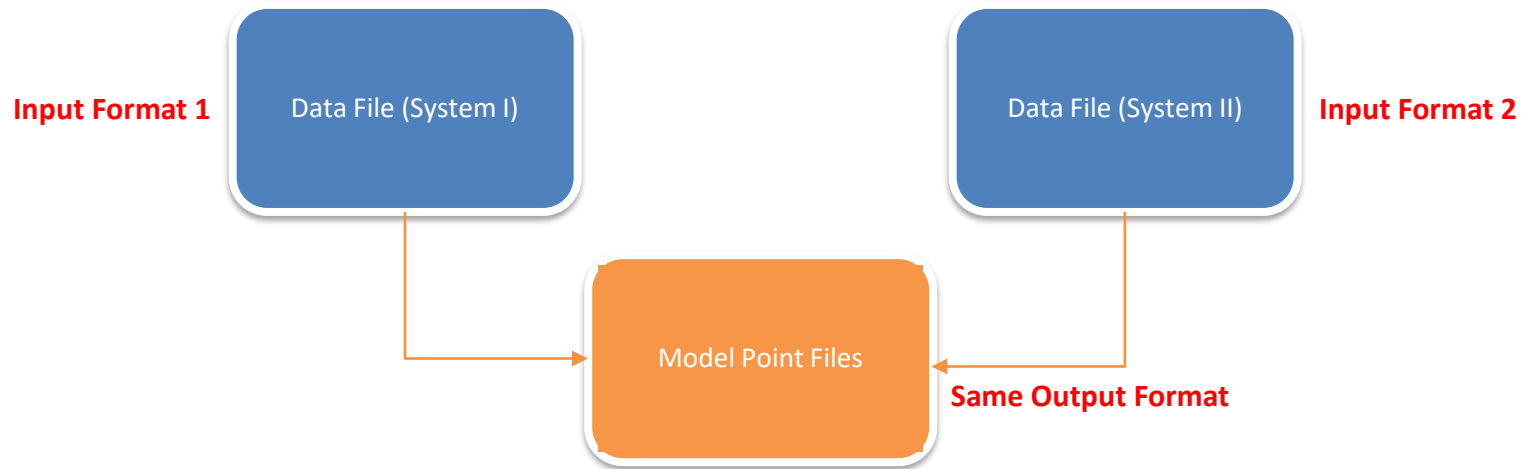 Input Format 1
Data File (System I)
Data File (System II)
Input Format 2
Model Point Files
Same Output Format